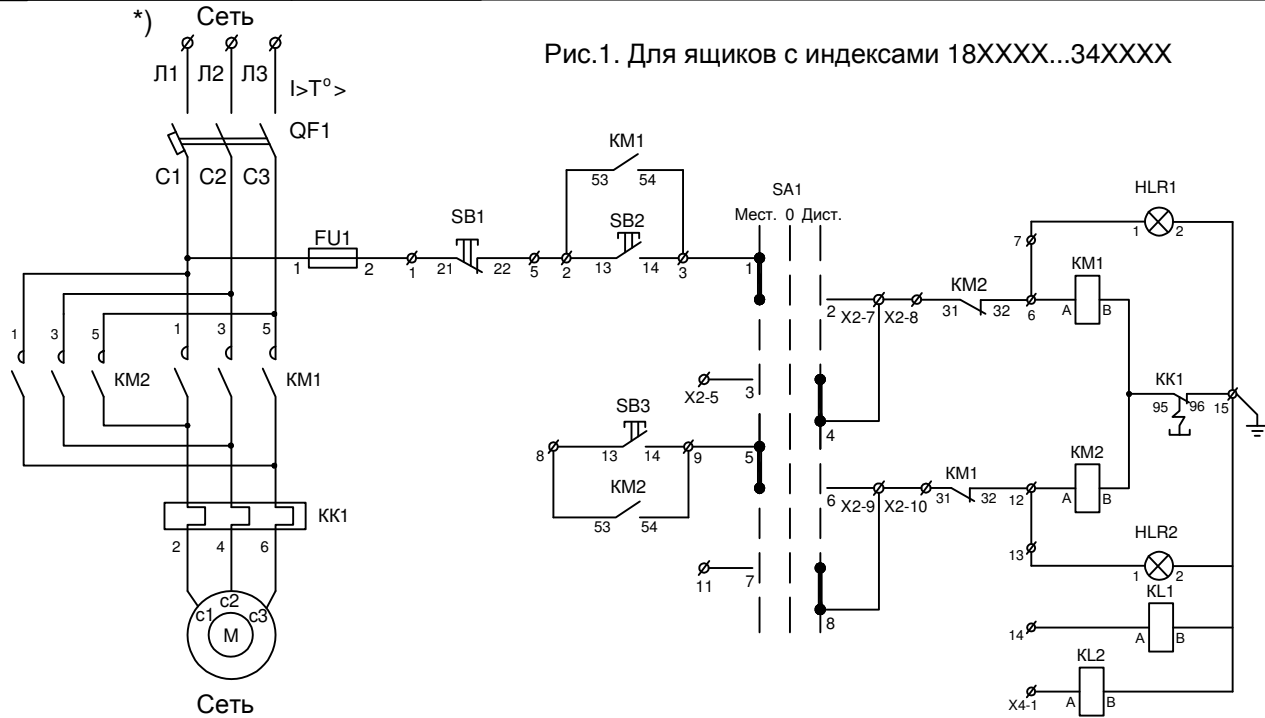 *) Сеть
Рис.1. Для ящиков с индексами 18XXXX...34XXXX
Л1 Л2 Л3
I>T°>
QF1
C1 C2 C3
KM1
53 54
SA1
Мест. 0 Дист.
HLR1
1 2
SB1
SB2
FU1
1 2
1
21 22
5 2
13 14
3
1
7
KM1
KM2
2 X2-7 X2-8
31 32
6
A B
1 3 5
1 3 5
KM2
KM1
X2-5
3
4
KK1
95 96
15
SB3
8
13 14
9
5
KM2
53 54
KM1
KM2
6 X2-9 X2-10
31 32
12
A B
KK1
2 4 6
11
7
8
13
HLR2
1 2
c1 c2 c3
M
KL1
14
A B
KL2
X4-1
A B
Сеть